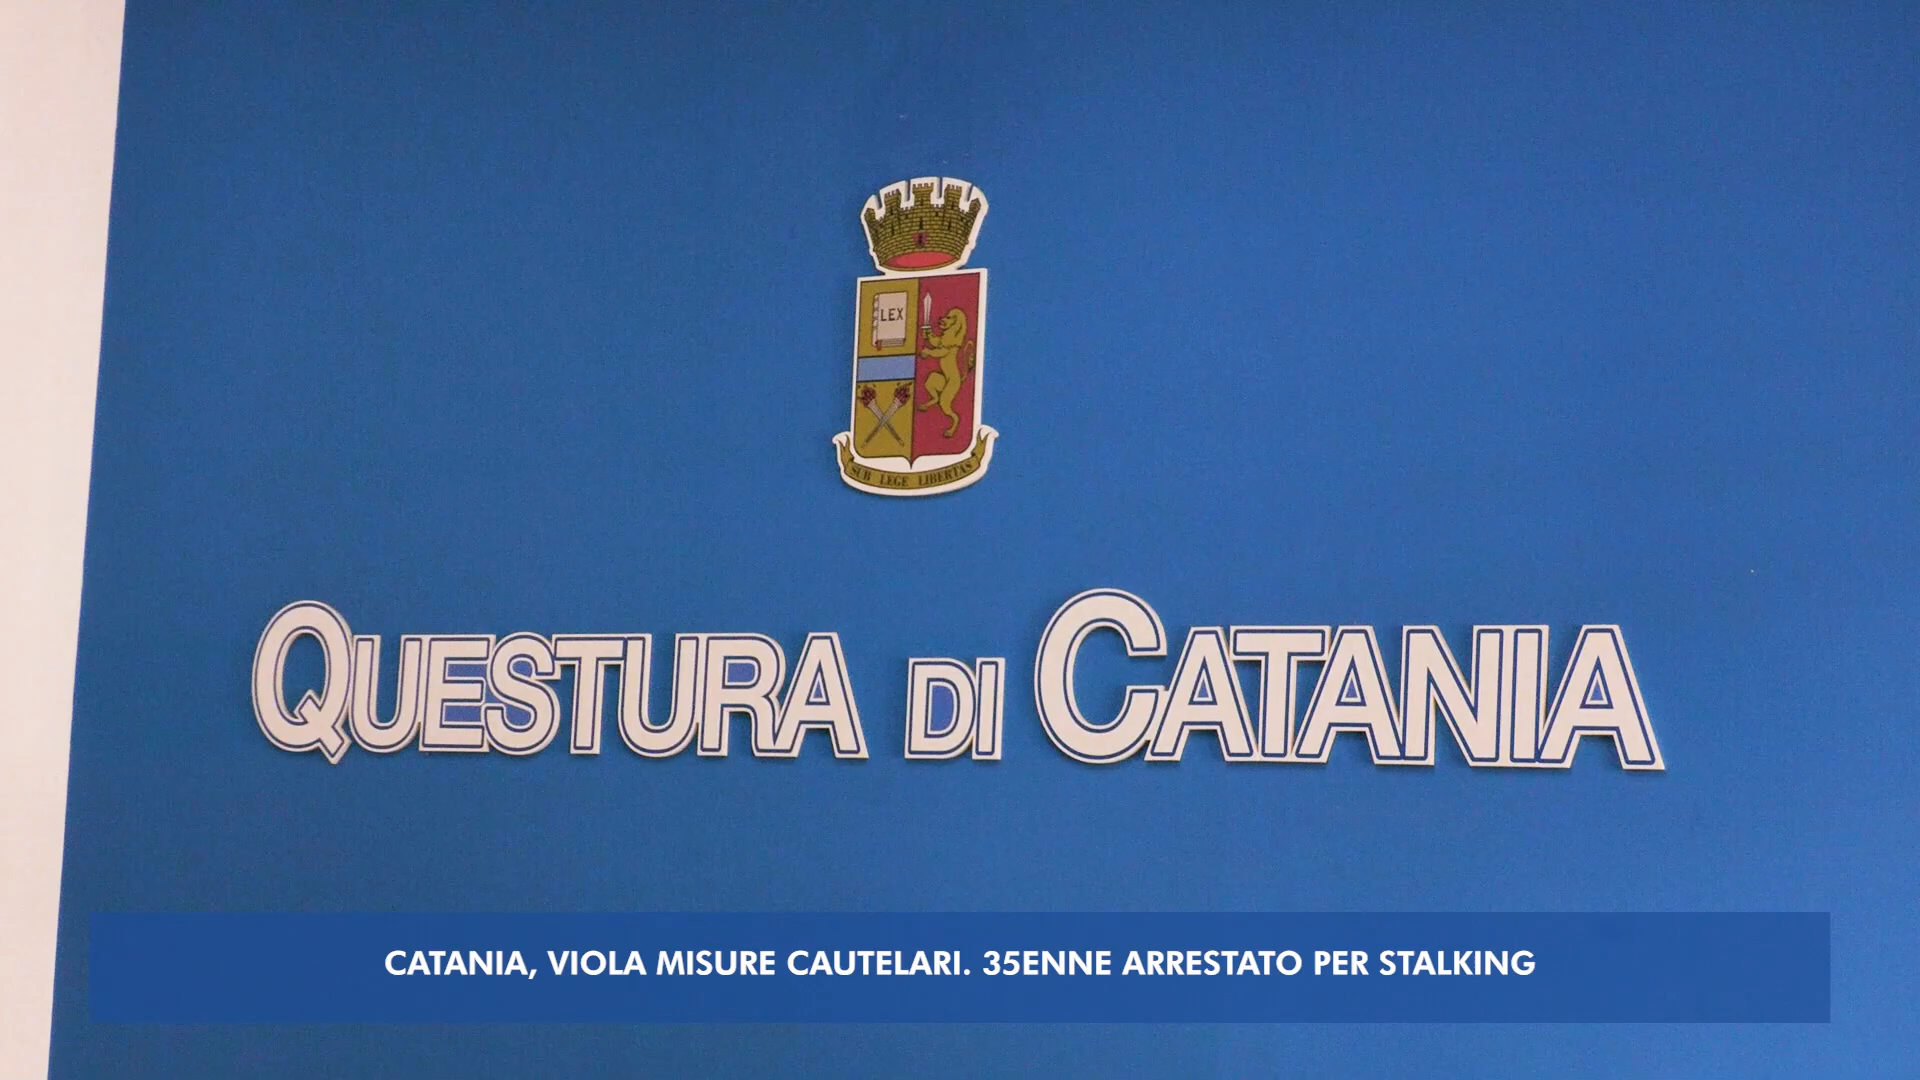 LEX
SUB LEGE LIBERTAS
QUESTURA DI CATANIA
CATANIA, VIOLA MISURE CAUTELARI. 35ENNE ARRESTATO PER STALKING